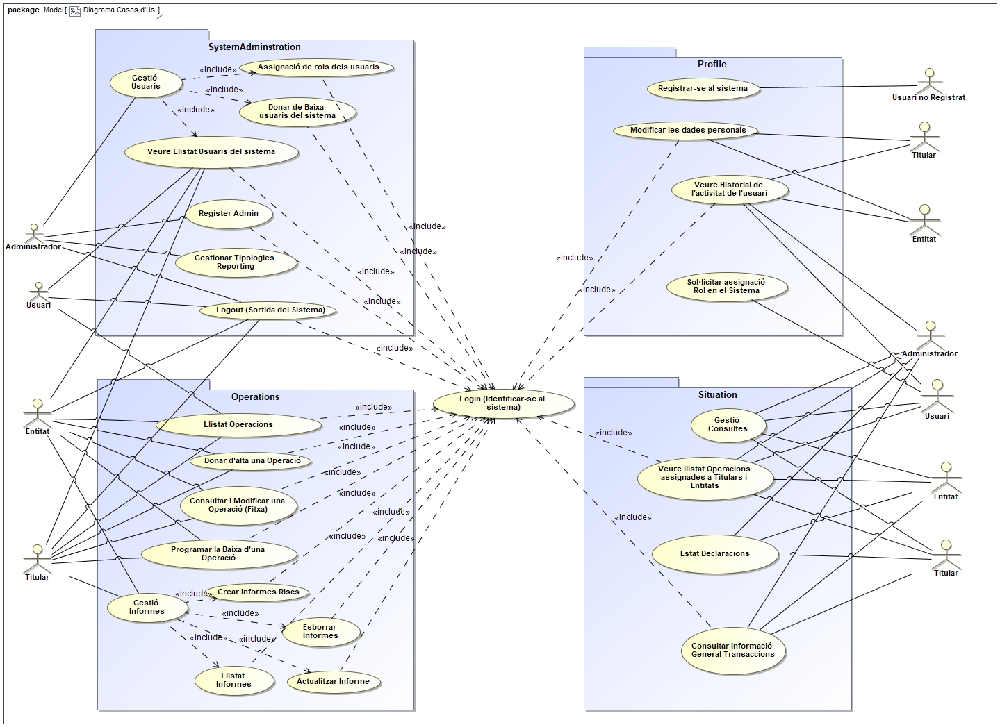 package Model[ Diagrama Casos d'Ús ]
SystemAdminstration
Gestió
Usuaris
«include»
Assignació de rols dels usuaris
«include»
Donar de Baixa
usuaris del sistema
«include»
Veure Llistat Usuaris del sistema
Register Admin
Gestionar Tipologies
Reporting
Logout (Sortida del Sistema)
Administrador
Usuari
Entitat
Titular
«include»
«include»
«include»
«include»
«include»
Login (Identificar-se al
sistema)
Operations
Llistat Operacions
Donar d'alta una Operació
Consultar i Modificar una
Operació (Fitxa)
Programar la Baixa d'una
Operació
Gestió
Informes
«include»
Crear Informes Riscs
«include»
Esborrar
Informes
«include»
«include»
Llistat
Informes
Actualitzar Informe
«include»
«include»
«include»
«include»
«include»
«include»
«include»
«include»
Profile
Registrar-se al sistema
Modificar les dades personals
Veure Historial de
l'activitat de l'usuari
Sol·licitar assignació
Rol en el Sistema
«include»
«include»
Usuari no Registrat
Titular
Entitat
Administrador
Usuari
Entitat
Titular
Situation
Gestió
Consultes
«include»
Veure llistat Operacions
assignades a Titulars i
Entitats
«include»
Estat Declaracions
Consultar Informació
General Transaccions